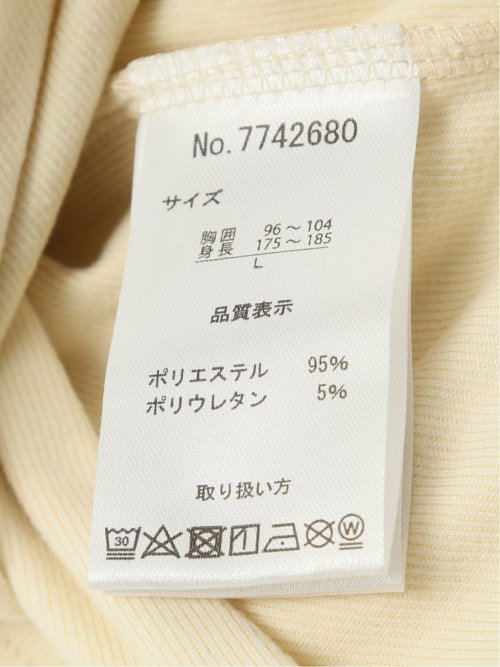 No.7742680
サイズ
胸囲 96～104
身長 175～185
L
品質表示
ポリエステル 95%
ポリウレタン 5%
取り扱い方
30 W